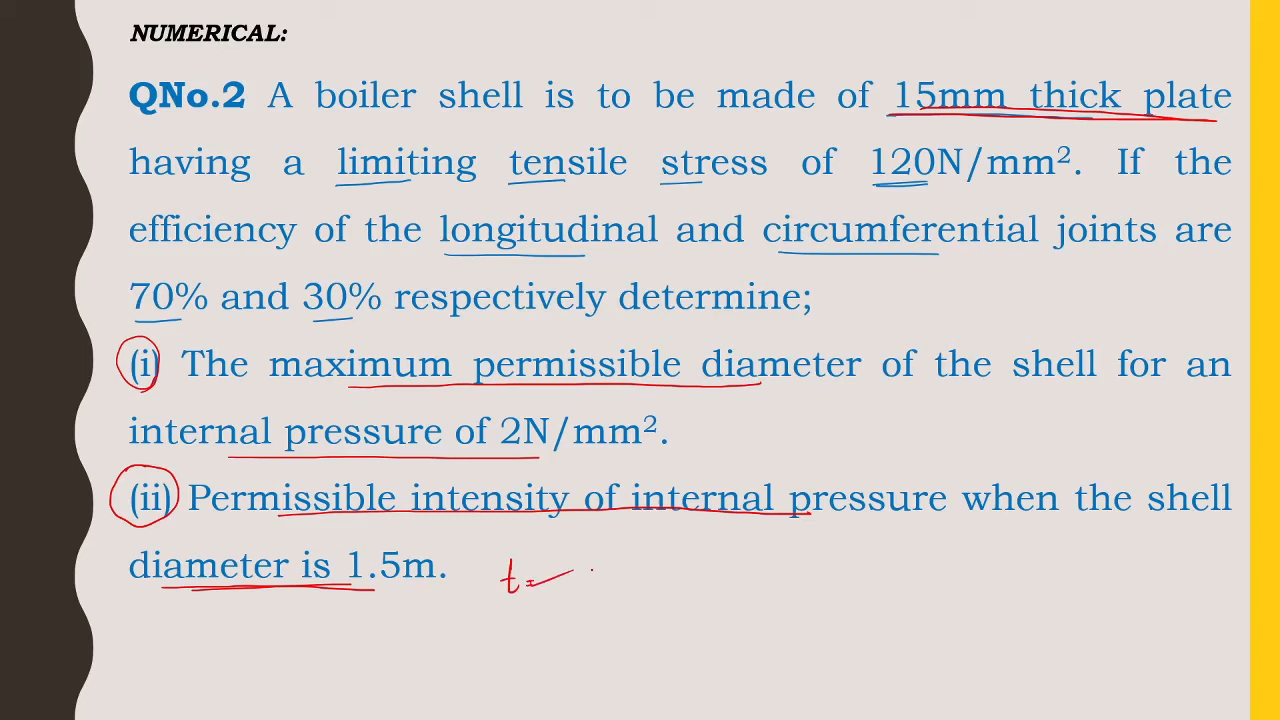 NUMERICAL:
QNo.2 A boiler shell is to be made of 15mm thick plate
having a limiting tensile stress of 120N/mm². If the
efficiency of the longitudinal and circumferential joints are
70% and 30% respectively determine;
(i) The maximum permissible diameter of the shell for an
internal pressure of 2N/mm².
(ii) Permissible intensity of internal pressure when the shell
diameter is 1.5m.
t=